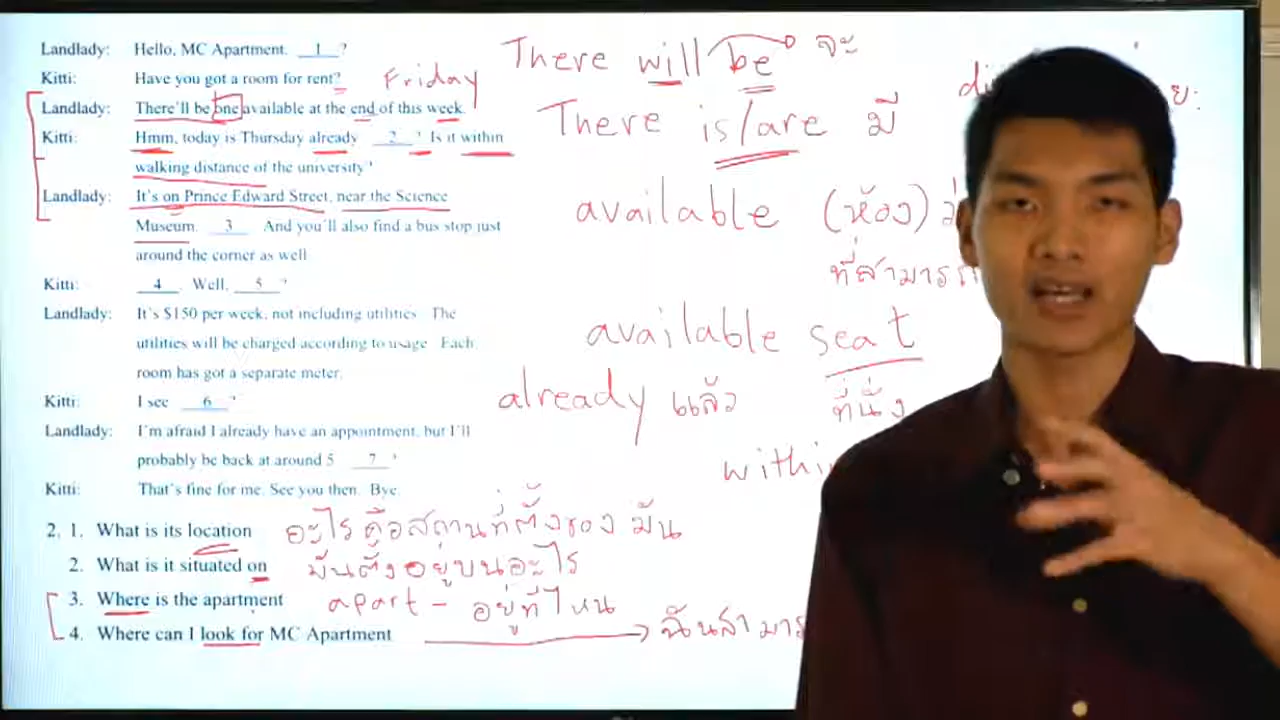 Landlady: Hello, MC Apartment. 1 ?
Kitti: Have you got a room for rent?
Landlady: There'll be one available at the end of this week.
Kitti: Hmm, today is Thursday already 2 ? Is it within
walking distance of the university?
Landlady: It's on Prince Edward Street, near the Science
Museum. 3 And you'll also find a bus stop just
around the corner as well
Kitti: 4 . Well, 5 ?
Landlady: It's $150 per week, not including utilities. The
utilities will be charged according to usage. Each
room has got a separate meter.
Kitti: I see 6 ?
Landlady: I'm afraid I already have an appointment, but I'll
probably be back at around 5 7 ?
Kitti: That's fine for me. See you then. Bye.
2. 1. What is its location
2. What is it situated on
3. Where is the apartment
4. Where can I look for MC Apartment
Friday
There will be จะ
There is/are มี
available (ห้อง)
ที่สามารถ
available seat
already แล้ว ที่นั่ง
อะไรคือสถานที่ตั้งของมัน
มันตั้งอยู่บนอะไร
apart - อยู่ที่ไหน
ฉันสามาร